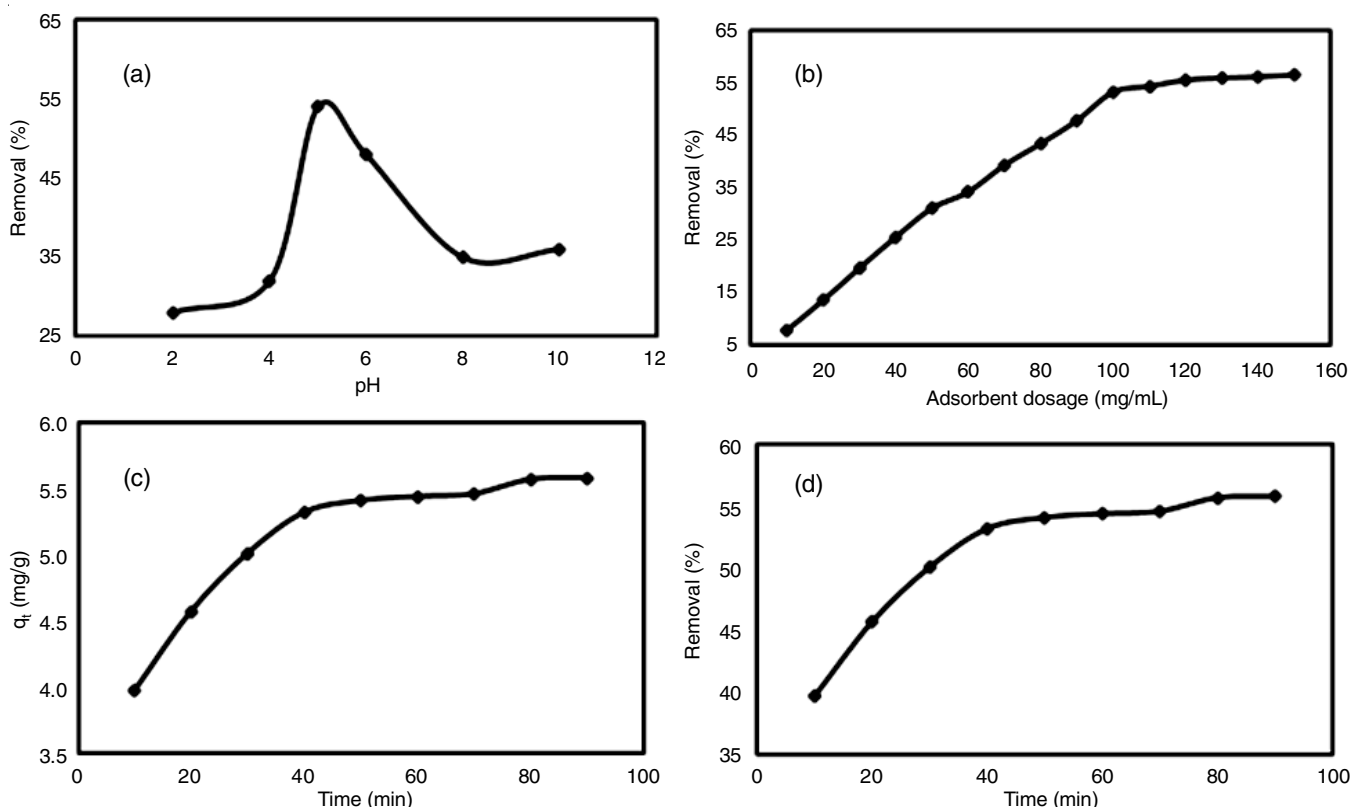 (a)
Removal (%)
65
55
45
35
25
0 2 4 6 8 10 12
pH
(b)
Removal (%)
65
55
45
35
25
15
5
0 20 40 60 80 100 120 140 160
Adsorbent dosage (mg/mL)
(c)
qt (mg/g)
6.0
5.5
5.0
4.5
4.0
3.5
0 20 40 60 80 100
Time (min)
(d)
Removal (%)
60
55
50
45
40
35
0 20 40 60 80 100
Time (min)